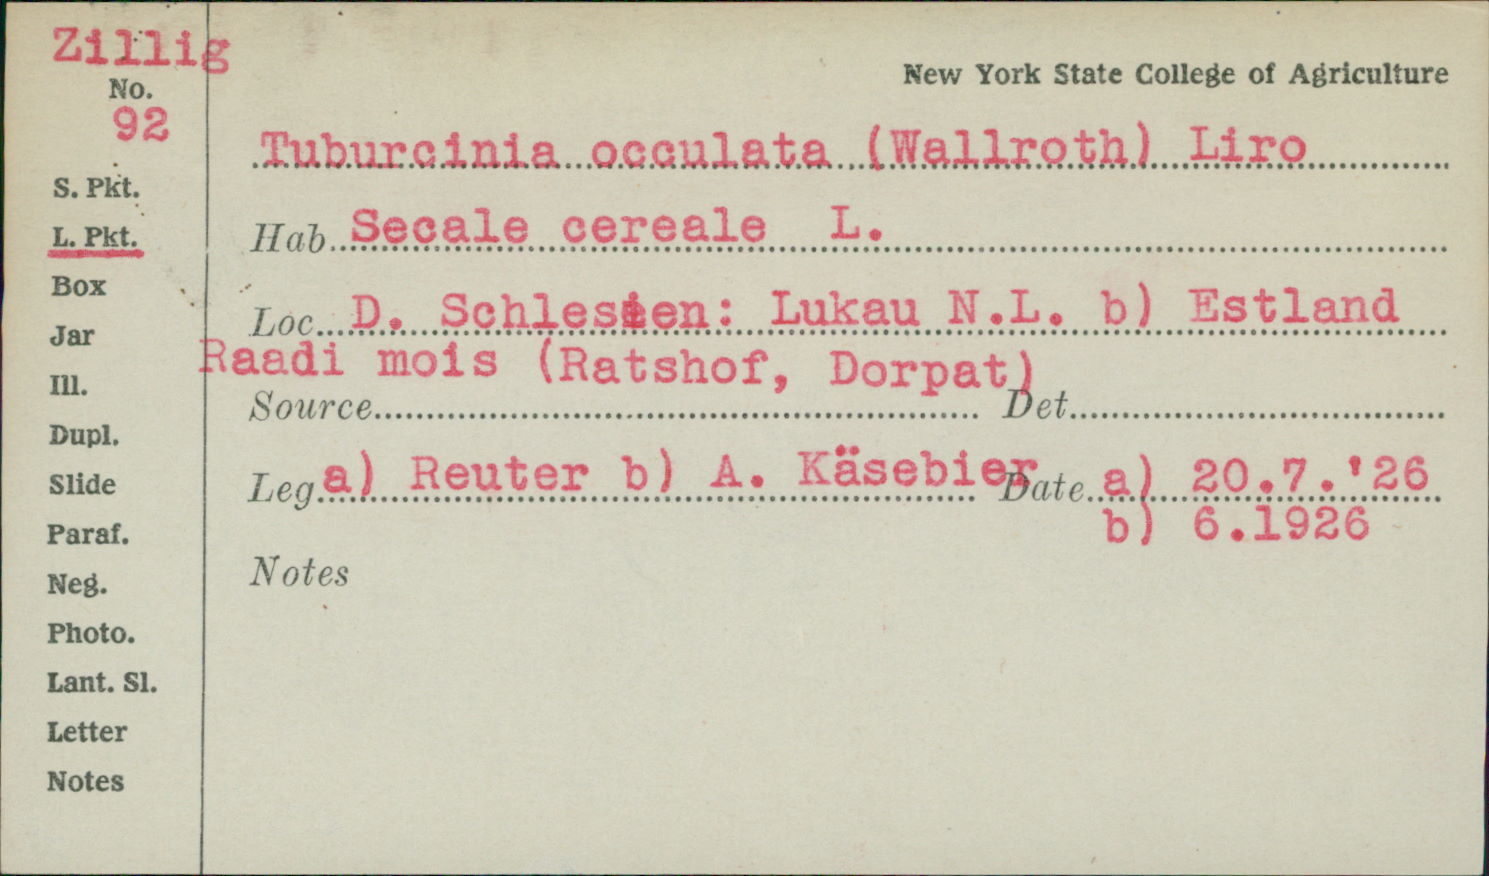 Zillig
No.
92
New York State College of Agriculture
Tuburcinia occulata (Wallroth) Liro
S. Pkt.
L. Pkt.
Hab. Secale cereale L.
Box
Loc. D. Schlesien: Lukau N.L. b) Estland
Jar
Raadi mois (Ratshof, Dorpat)
Ill.
Source Det.
Dupl.
Slide
Leg. a) Reuter b) A. Käsebier Date a) 20.7.'26
b) 6.1926
Paraf.
Notes
Neg.
Photo.
Lant. Sl.
Letter
Notes